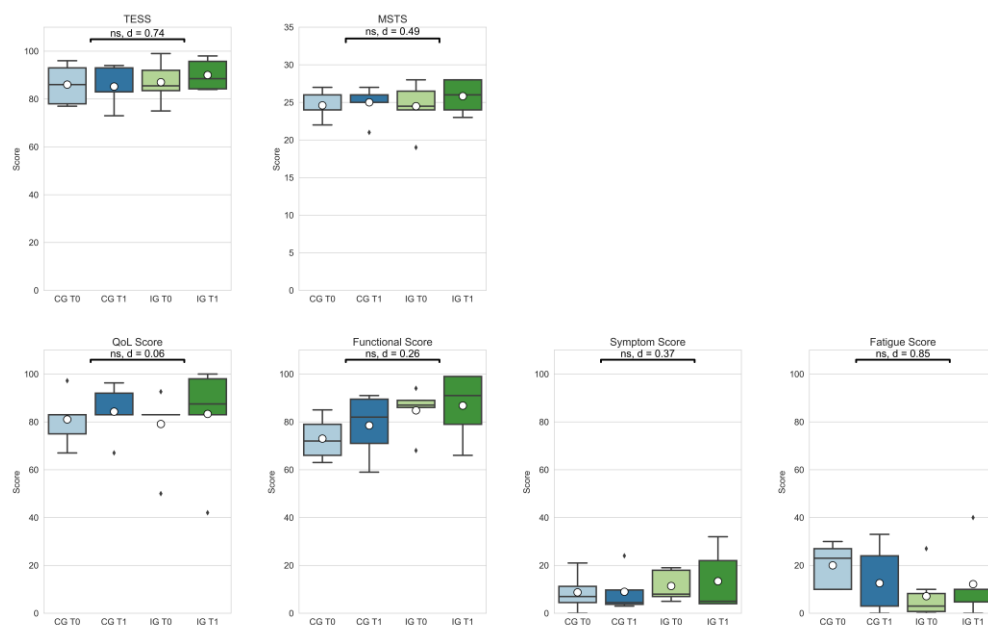 TESS
ns, d = 0.74
100
80
60
40
20
0
Score
CG T0 CG T1 IG T0 IG T1
MSTS
ns, d = 0.49
35
30
25
20
15
10
5
0
Score
CG T0 CG T1 IG T0 IG T1
QoL Score
ns, d = 0.06
100
80
60
40
20
0
Score
CG T0 CG T1 IG T0 IG T1
Functional Score
ns, d = 0.26
100
80
60
40
20
0
Score
CG T0 CG T1 IG T0 IG T1
Symptom Score
ns, d = 0.37
100
80
60
40
20
0
Score
CG T0 CG T1 IG T0 IG T1
Fatigue Score
ns, d = 0.85
100
80
60
40
20
0
Score
CG T0 CG T1 IG T0 IG T1